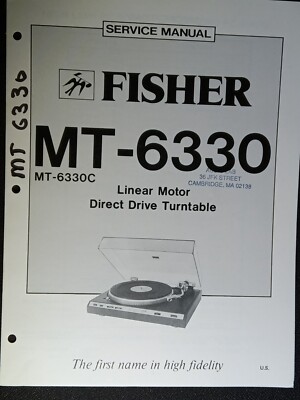 SERVICE MANUAL
FISHER
MT-6330
MT-6330C
36 JFK STREET
CAMBRIDGE, MA 02138
Linear Motor
Direct Drive Turntable
The first name in high fidelity
U.S.
MT 6330